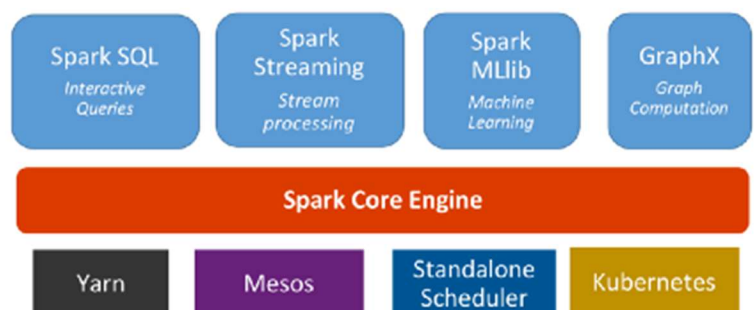 Spark SQL
Interactive
Queries
Spark
Streaming
Stream
processing
Spark
MLlib
Machine
Learning
GraphX
Graph
Computation
Spark Core Engine
Yarn
Mesos
Standalone
Scheduler
Kubernetes